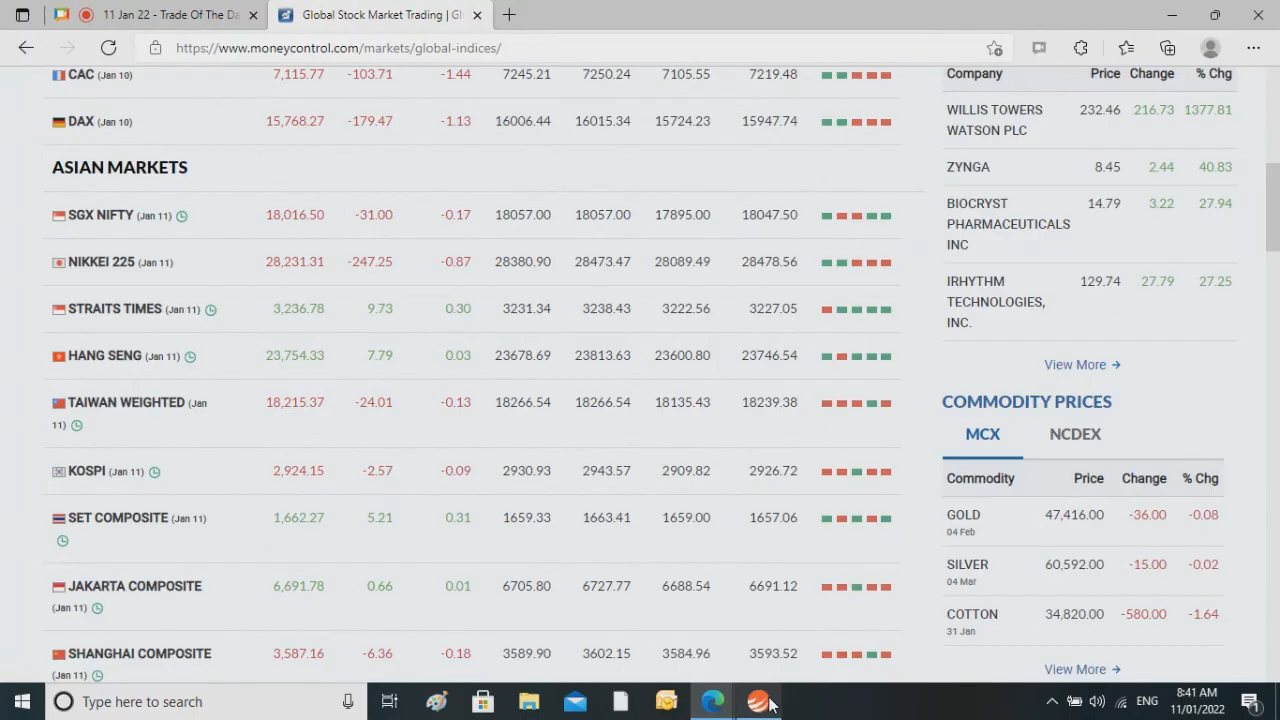 11 Jan 22 - Trade Of The Da
Global Stock Market Trading | Gl
https://www.moneycontrol.com/markets/global-indices/
CAC (Jan 10) 7,115.77 -103.71 -1.44 7245.21 7250.24 7105.55 7219.48
DAX (Jan 10) 15,768.27 -179.47 -1.13 16006.44 16015.34 15724.23 15947.74
ASIAN MARKETS
SGX NIFTY (Jan 11) 18,016.50 -31.00 -0.17 18057.00 18057.00 17895.00 18047.50
NIKKEI 225 (Jan 11) 28,231.31 -247.25 -0.87 28380.90 28473.47 28089.49 28478.56
STRAITS TIMES (Jan 11) 3,236.78 9.73 0.30 3231.34 3238.43 3222.56 3227.05
HANG SENG (Jan 11) 23,754.33 7.79 0.03 23678.69 23813.63 23600.80 23746.54
TAIWAN WEIGHTED (Jan 18,215.37 -24.01 -0.13 18266.54 18266.54 18135.43 18239.38
11)
KOSPI (Jan 11) 2,924.15 -2.57 -0.09 2930.93 2943.57 2909.82 2926.72
SET COMPOSITE (Jan 11) 1,662.27 5.21 0.31 1659.33 1663.41 1659.00 1657.06
JAKARTA COMPOSITE 6,691.78 0.66 0.01 6705.80 6727.77 6688.54 6691.12
(Jan 11)
SHANGHAI COMPOSITE 3,587.16 -6.36 -0.18 3589.90 3602.15 3584.96 3593.52
(Jan 11)
Company Price Change % Chg
WILLIS TOWERS 232.46 216.73 1377.81
WATSON PLC
ZYNGA 8.45 2.44 40.83
BIOCRYST 14.79 3.22 27.94
PHARMACEUTICALS
INC
IRHYTHM 129.74 27.79 27.25
TECHNOLOGIES,
INC.
View More
COMMODITY PRICES
MCX NCDEX
Commodity Price Change % Chg
GOLD 47,416.00 -36.00 -0.08
04 Feb
SILVER 60,592.00 -15.00 -0.02
04 Mar
COTTON 34,820.00 -580.00 -1.64
31 Jan
View More
Type here to search
ENG
8:41 AM
11/01/2022
1